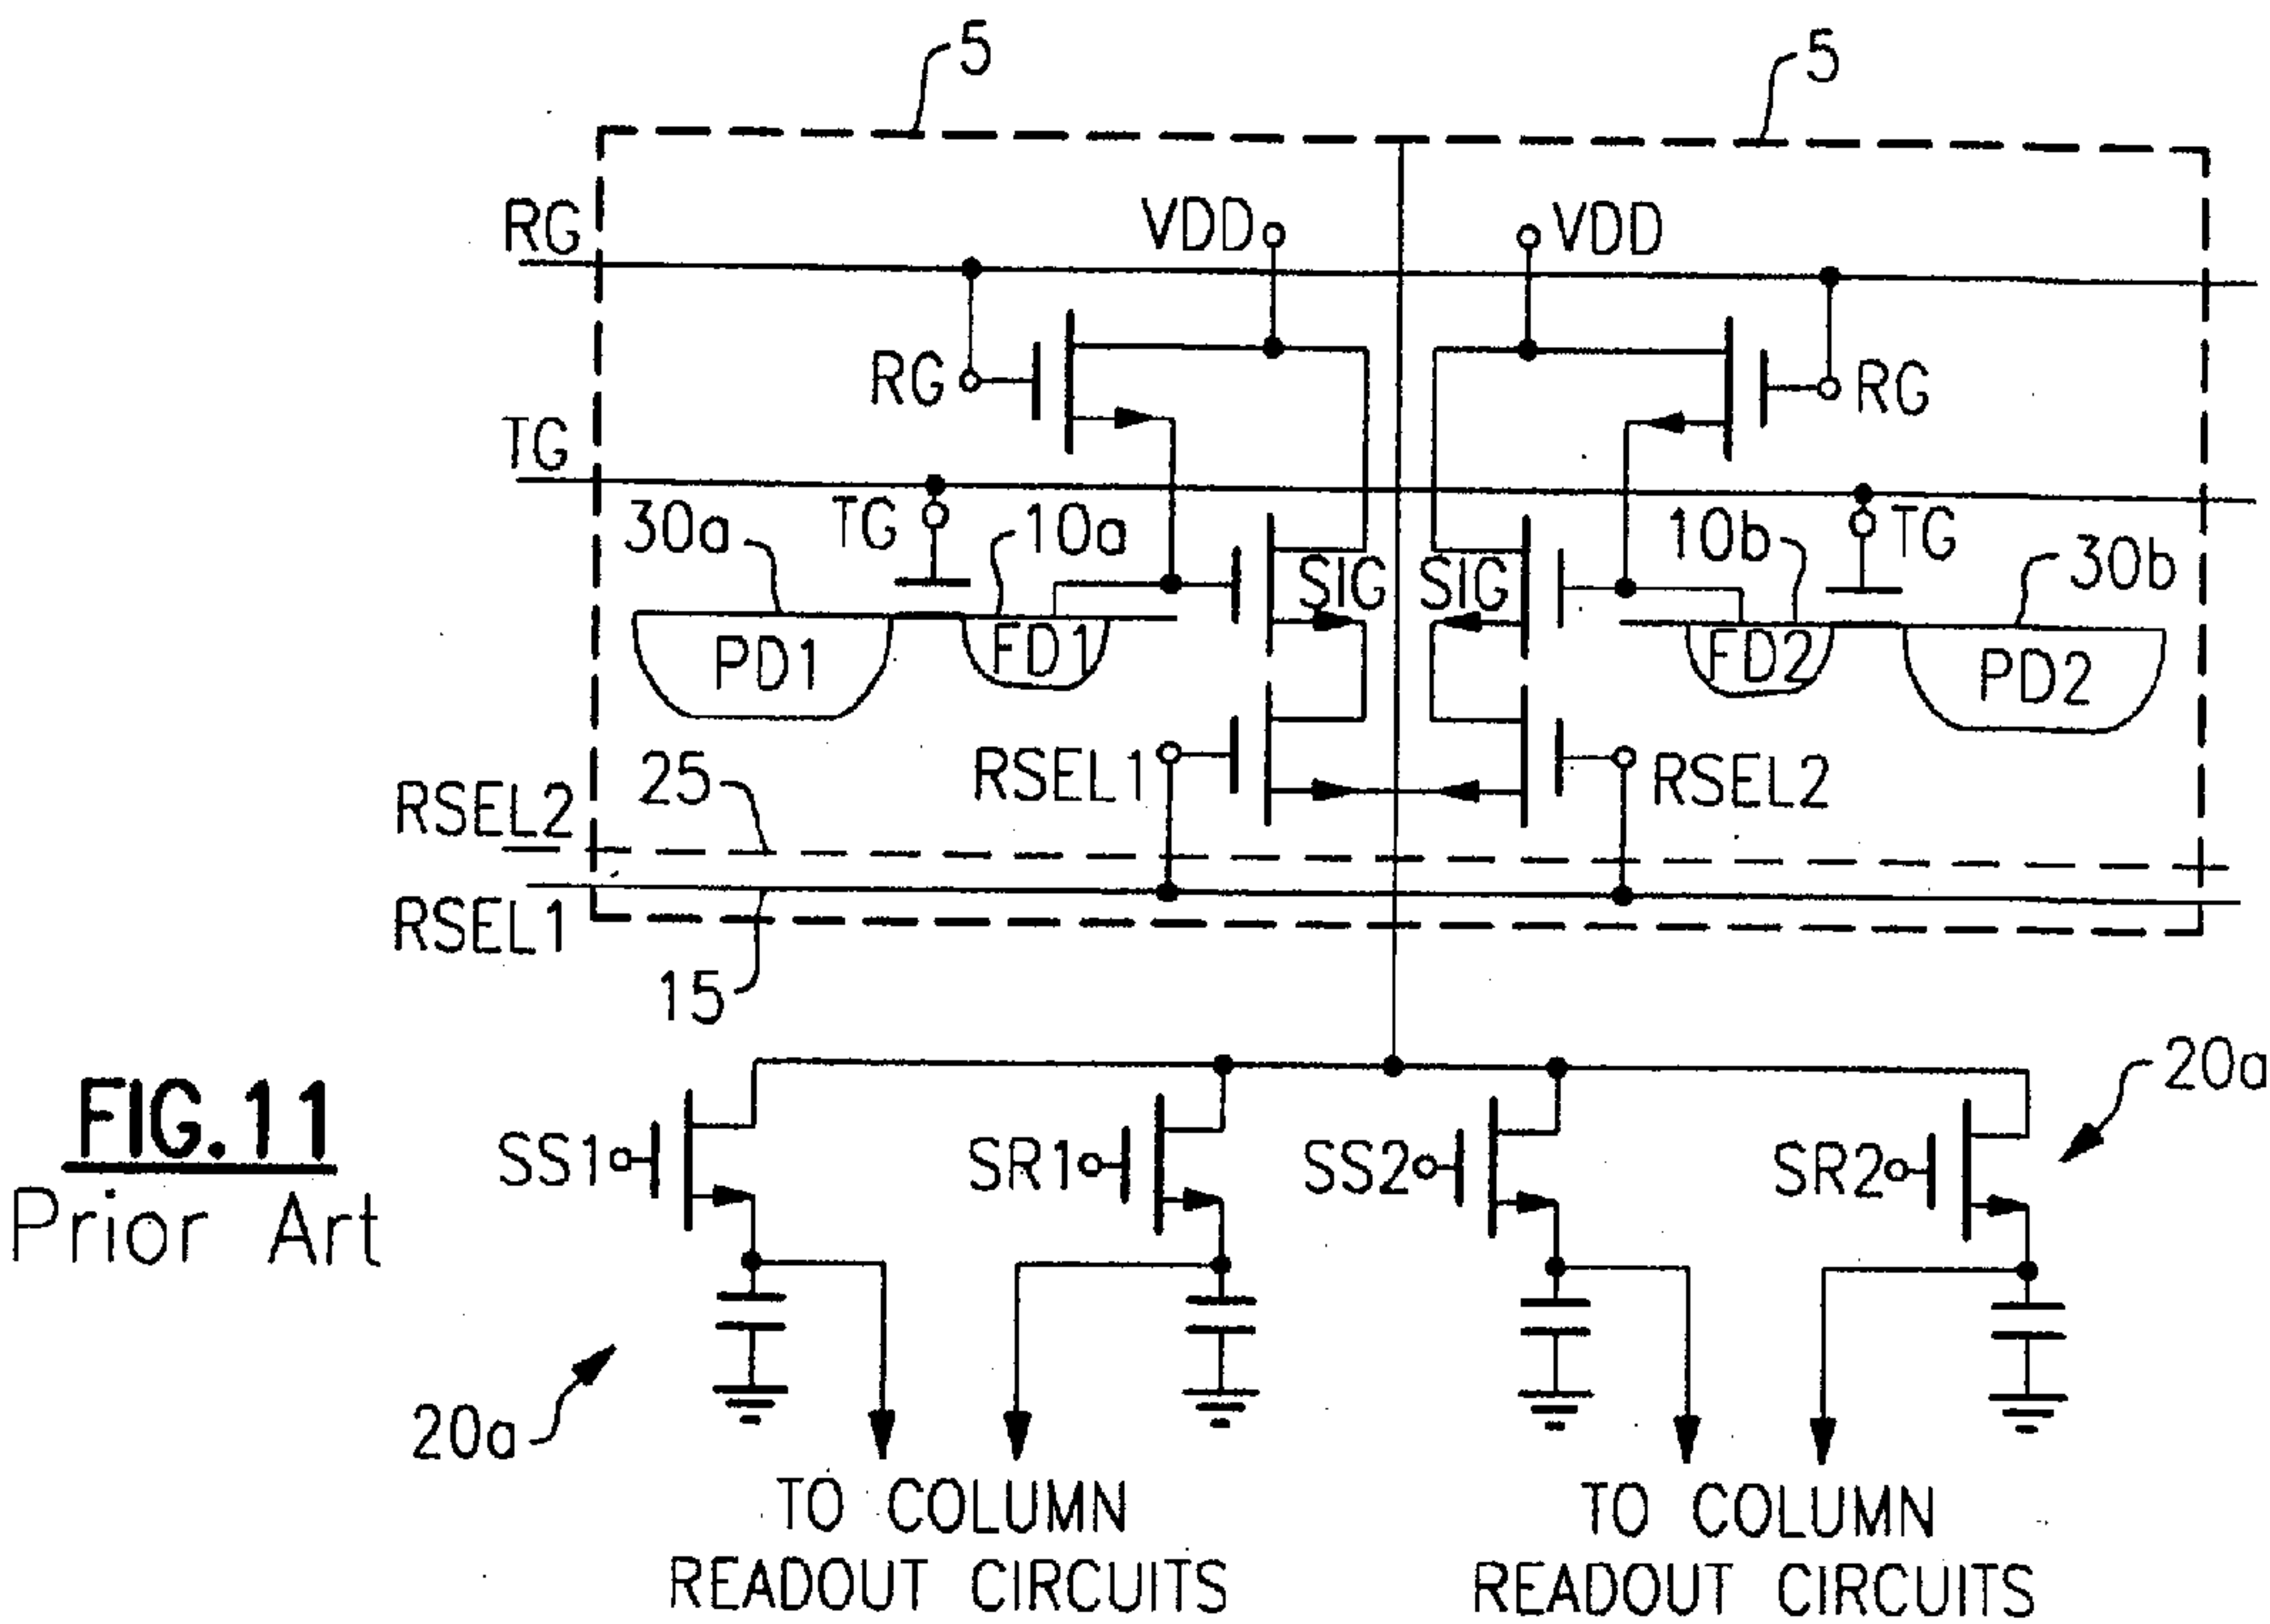 5
5
RG
VDD
VDD
RG
RG
TG
30a
TG
10a
10b
TG
30b
SIG
SIG
PD1
FD1
FD2
PD2
RSEL1
RSEL2
25
RSEL2
RSEL1
15
20a
FIG.11
Prior Art
SS1
SR1
SS2
SR2
20a
TO COLUMN
READOUT CIRCUITS
TO COLUMN
READOUT CIRCUITS